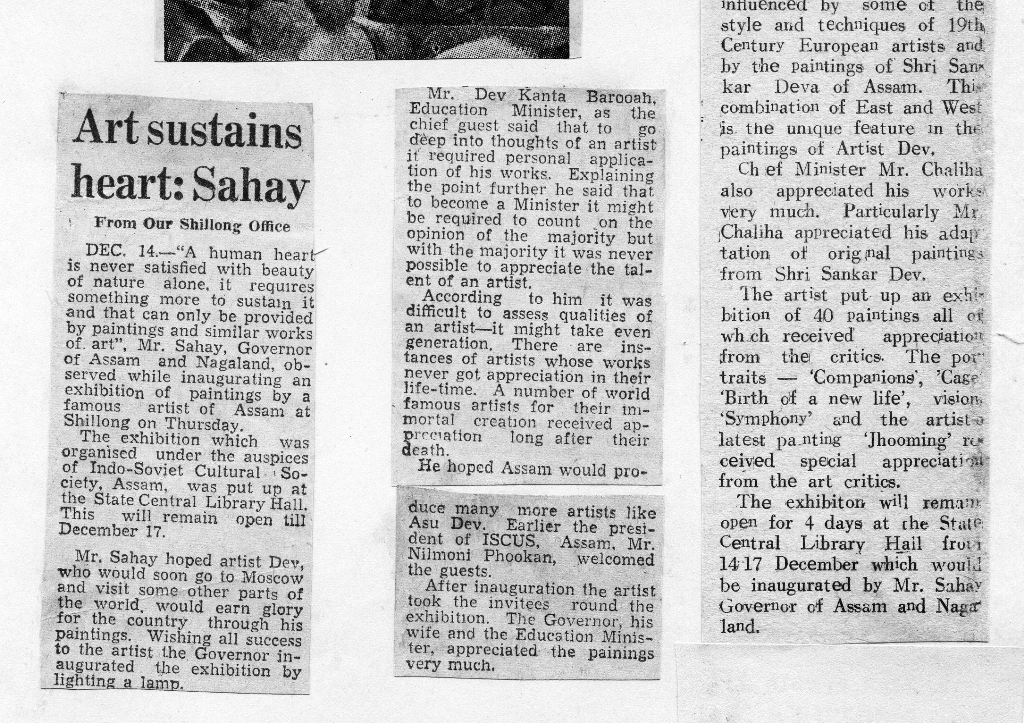 Art sustains
heart: Sahay
From Our Shillong Office
DEC. 14.—“A human heart
is never satisfied with beauty
of nature alone, it requires
something more to sustain it
and that can only be provided
by paintings and similar works
of art”, Mr. Sahay, Governor
of Assam and Nagaland, ob-
served while inaugurating an
exhibition of paintings by a
famous artist of Assam at
Shillong on Thursday.
The exhibition which was
organised under the auspices
of Indo-Soviet Cultural So-
ciety, Assam, was put up at
the State Central Library Hall.
This will remain open till
December 17.
Mr. Sahay hoped artist Dev,
who would soon go to Moscow
and visit some other parts of
the world, would earn glory
for the country through his
paintings. Wishing all success
to the artist the Governor in-
augurated the exhibition by
lighting a lamp.
Mr. Dev Kanta Barooah,
Education Minister, as the
chief guest said that to go
deep into thoughts of an artist
it required personal applica-
tion of his works. Explaining
the point further he said that
to become a Minister it might
be required to count on the
opinion of the majority but
with the majority it was never
possible to appreciate the tal-
ent of an artist.
According to him it was
difficult to assess qualities of
an artist—it might take even
generation. There are ins-
tances of artists whose works
never got appreciation in their
life-time. A number of world
famous artists for their im-
mortal creation received ap-
preciation long after their
death.
He hoped Assam would pro-
duce many more artists like
Asu Dev. Earlier the presi-
dent of ISCUS, Assam, Mr.
Nilmoni Phookan, welcomed
the guests.
After inauguration the artist
took the invitees round the
exhibition. The Governor, his
wife and the Education Minis-
ter, appreciated the painings
very much.
influenced by some of the
style and techniques of 19th
Century European artists and
by the paintings of Shri San-
kar Deva of Assam. This
combination of East and West
is the unique feature in the
paintings of Artist Dev.
Ch ef Minister Mr. Chaliha
also appreciated his works
very much. Particularly Mr.
Chaliha appreciated his adap
tation of orig nal paintings
from Shri Sankar Dev.
The artist put up an exhi-
bition of 40 paintings all of
wh ch received appreciation
from the critics. The por
traits — ‘Companions’, ’Cage’
‘Birth of a new life’, vision,
‘Symphony’ and the artist s
latest pa nting ‘Jhooming’ re-
ceived special appreciation
from the art critics.
The exhibiton will remain
open for 4 days at the State
Central Library Hall from
14 17 December which would
be inaugurated by Mr. Sahay
Governor of Assam and Naga
land.